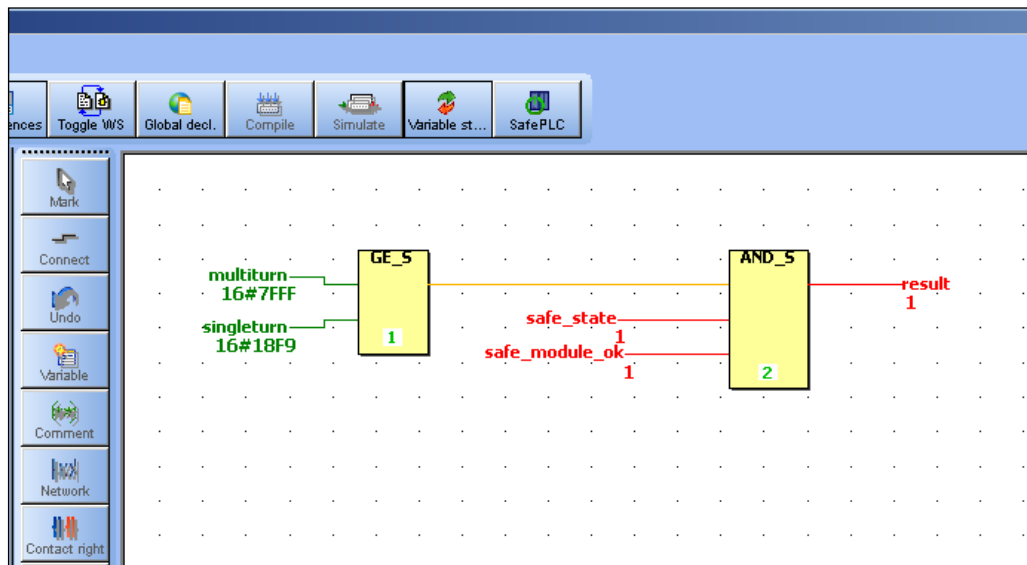 ences
Toggle WS
Global decl.
Compile
Simulate
Variable st...
SafePLC
Mark
Connect
Undo
Variable
Comment
Network
Contact right
multiturn
16#7FFF
singleturn
16#18F9
GE_S
1
safe_state
1
safe_module_ok
1
AND_S
2
result
1